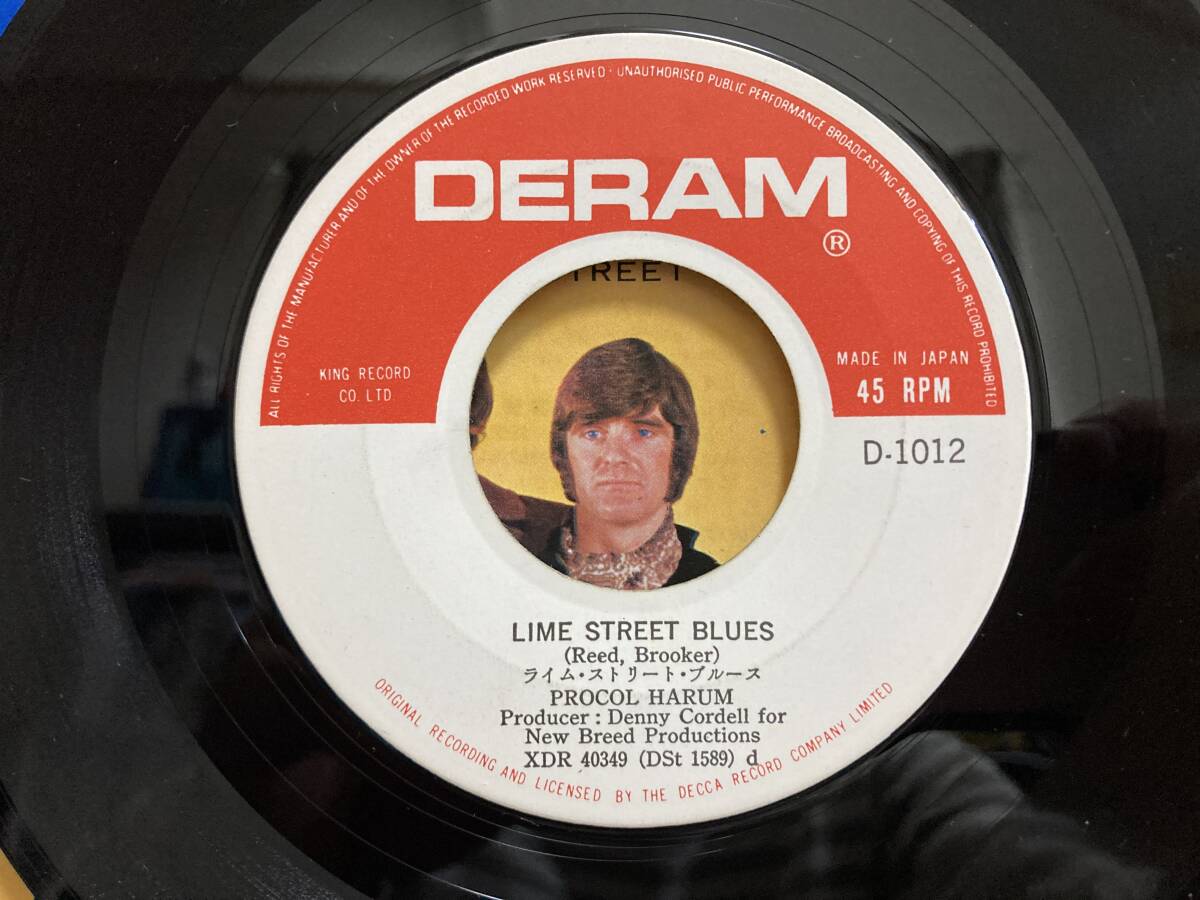 ALL RIGHTS OF THE MANUFACTURER AND OF THE OWNER OF THE RECORDED WORK RESERVED · UNAUTHORISED PUBLIC PERFORMANCE BROADCASTING AND COPYING OF THIS RECORD PROHIBITED
DERAM
®
TREET
KING RECORD
CO. LTD
MADE IN JAPAN
45 RPM
D-1012
LIME STREET BLUES
(Reed, Brooker)
ライム・ストリート・ブルース
PROCOL HARUM
Producer : Denny Cordell for
New Breed Productions
XDR 40349 (DSt 1589) d
ORIGINAL RECORDING AND LICENSED BY THE DECCA RECORD COMPANY LIMITED